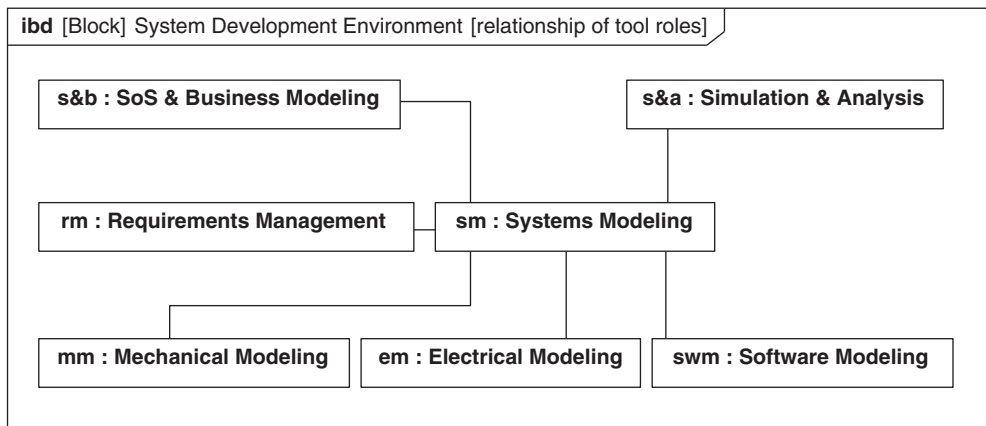 ibd [Block] System Development Environment [relationship of tool roles]
s&b : SoS & Business Modeling
s&a : Simulation & Analysis
rm : Requirements Management
sm : Systems Modeling
mm : Mechanical Modeling
em : Electrical Modeling
swm : Software Modeling